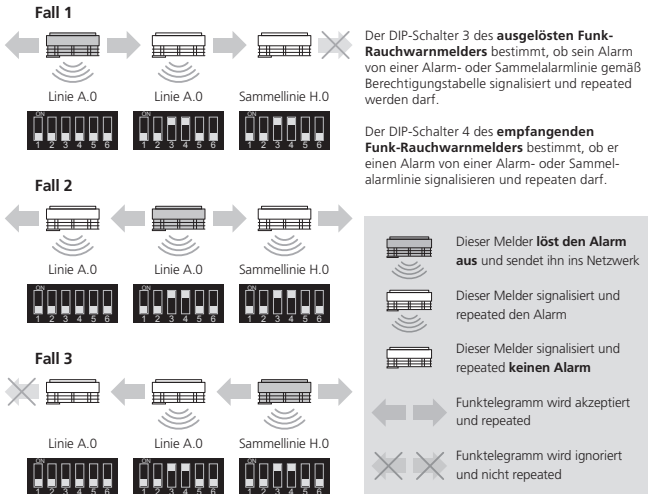 Fall 1
Linie A.0 Linie A.0 Sammellinie H.0
ON ON ON
1 2 3 4 5 6 1 2 3 4 5 6 1 2 3 4 5 6
Fall 2
Linie A.0 Linie A.0 Sammellinie H.0
ON ON ON
1 2 3 4 5 6 1 2 3 4 5 6 1 2 3 4 5 6
Fall 3
Linie A.0 Linie A.0 Sammellinie H.0
ON ON ON
1 2 3 4 5 6 1 2 3 4 5 6 1 2 3 4 5 6
Der DIP-Schalter 3 des ausgelösten Funk-
Rauchwarnmelders bestimmt, ob sein Alarm
von einer Alarm- oder Sammelalarmlinie gemäß
Berechtigungstabelle signalisiert und repeated
werden darf.
Der DIP-Schalter 4 des empfangenden
Funk-Rauchwarnmelders bestimmt, ob er
einen Alarm von einer Alarm- oder Sammel-
alarmlinie signalisieren und repeaten darf.
Dieser Melder löst den Alarm
aus und sendet ihn ins Netzwerk
Dieser Melder signalisiert und
repeated den Alarm
Dieser Melder signalisiert und
repeated keinen Alarm
Funktelegramm wird akzeptiert
und repeated
Funktelegramm wird ignoriert
und nicht repeated